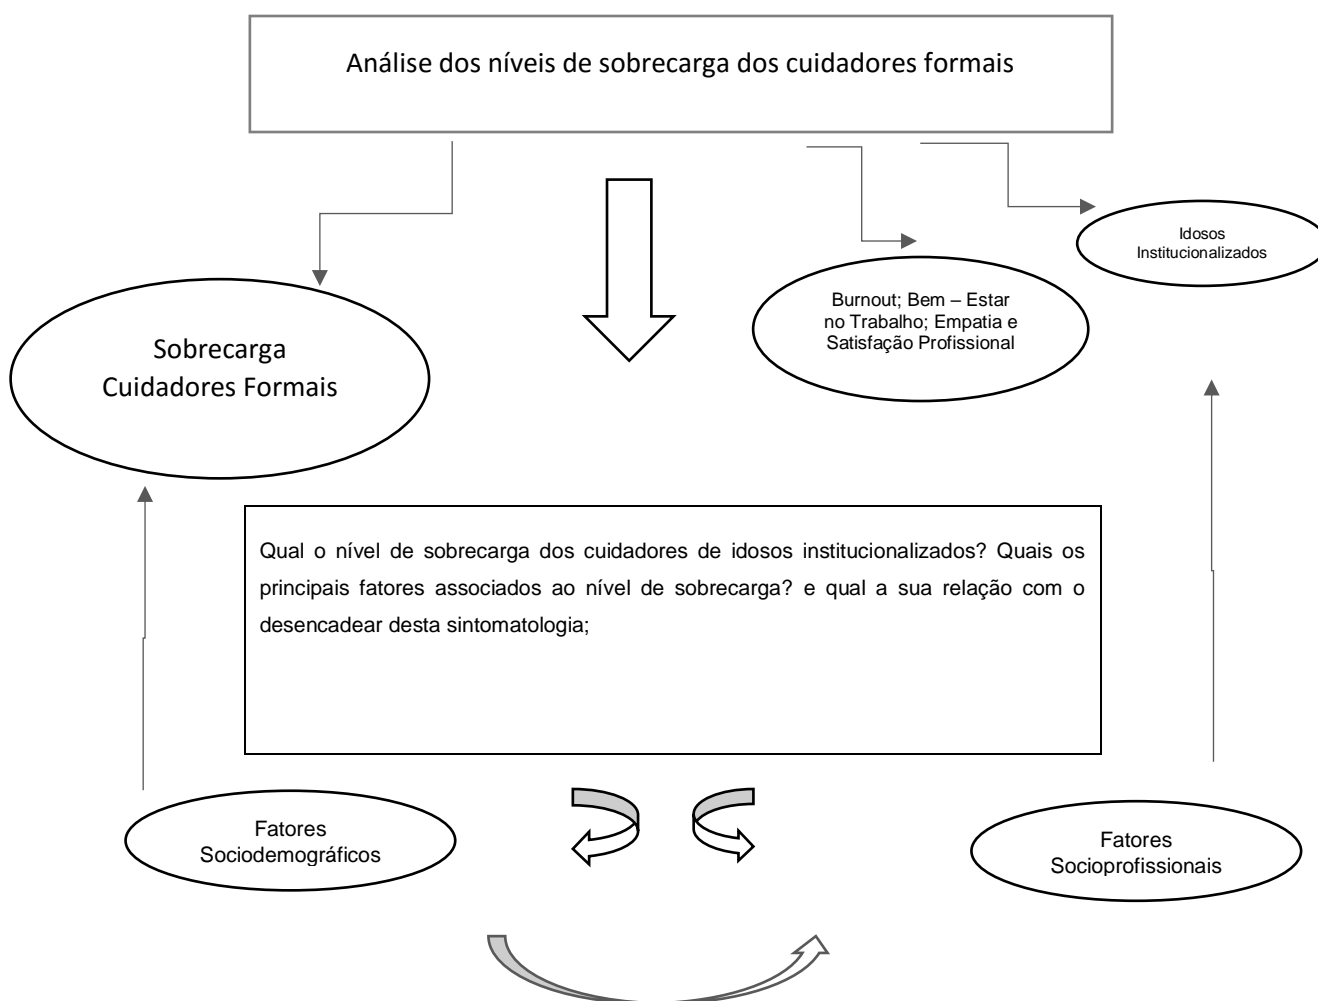 Análise dos níveis de sobrecarga dos cuidadores formais
Idosos
Institucionalizados
Burnout; Bem – Estar
no Trabalho; Empatia e
Satisfação Profissional
Sobrecarga
Cuidadores Formais
Qual o nível de sobrecarga dos cuidadores de idosos institucionalizados? Quais os
principais fatores associados ao nível de sobrecarga? e qual a sua relação com o
desencadear desta sintomatologia;
Fatores
Sociodemográficos
Fatores
Socioprofissionais